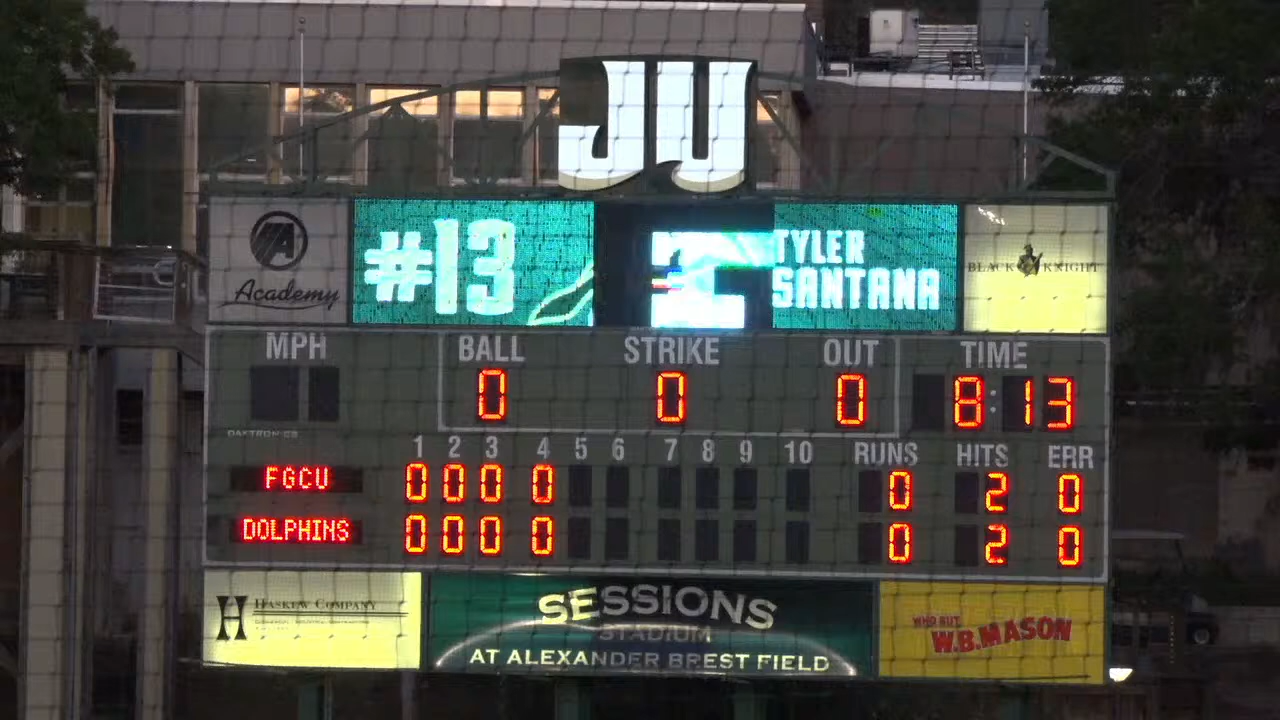 JU
Academy
#13
TYLER
SANTANA
BLACK KNIGHT
MPH BALL STRIKE OUT TIME
0 0 0 8:13
DAKTRONICS
1 2 3 4 5 6 7 8 9 10 RUNS HITS ERR
FGCU 0 0 0 0 0 2 0
DOLPHINS 0 0 0 0 0 2 0
H HASKEW COMPANY
SESSIONS
STADIUM
AT ALEXANDER BREST FIELD
WHO BUT
W.B.MASON